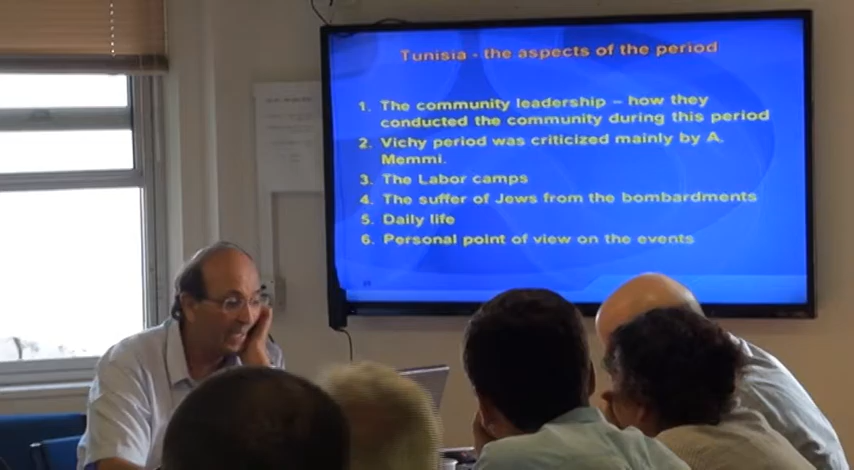 Tunisia - the aspects of the period
1. The community leadership – how they
conducted the community during this period
2. Vichy period was criticized mainly by A.
Memmi.
3. The Labor camps
4. The suffer of Jews from the bombardments
5. Daily life
6. Personal point of view on the events